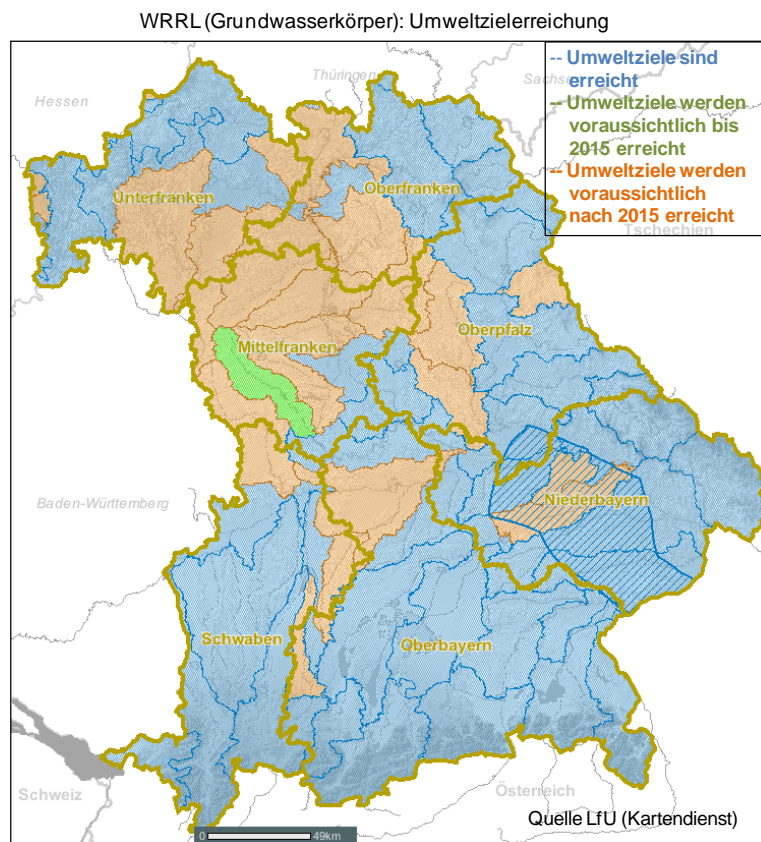 WRRL (Grundwasserkörper): Umweltzielerreichung
-- Umweltziele sind
erreicht
-- Umweltziele werden
voraussichtlich bis
2015 erreicht
-- Umweltziele werden
voraussichtlich
nach 2015 erreicht
Thüringen
Sachsen
Hessen
Unterfranken
Oberfranken
Tschechien
Mittelfranken
Oberpfalz
Baden-Württemberg
Niederbayern
Schwaben
Oberbayern
Schweiz
Österreich
Quelle LfU (Kartendienst)
0 49km